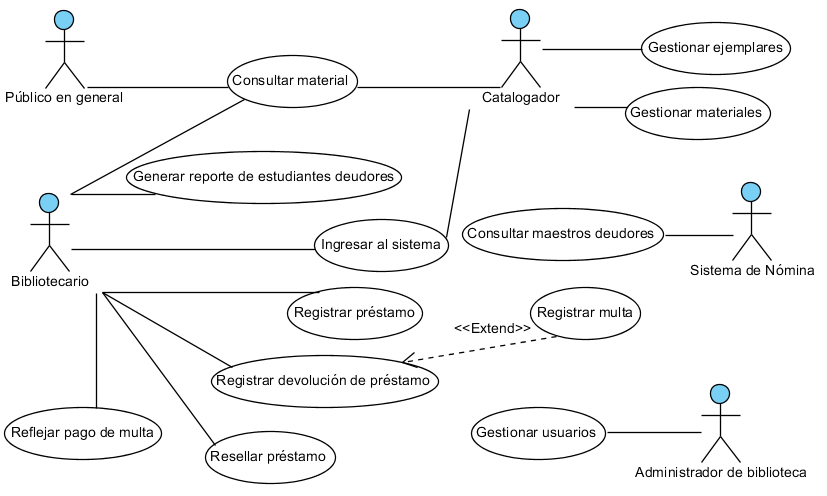 Gestionar ejemplares
Consultar material
Público en general
Catalogador
Gestionar materiales
Generar reporte de estudiantes deudores
Ingresar al sistema
Consultar maestros deudores
Sistema de Nómina
Bibliotecario
Registrar préstamo
Registrar multa
<<Extend>>
Registrar devolución de préstamo
Reflejar pago de multa
Gestionar usuarios
Resellar préstamo
Administrador de biblioteca